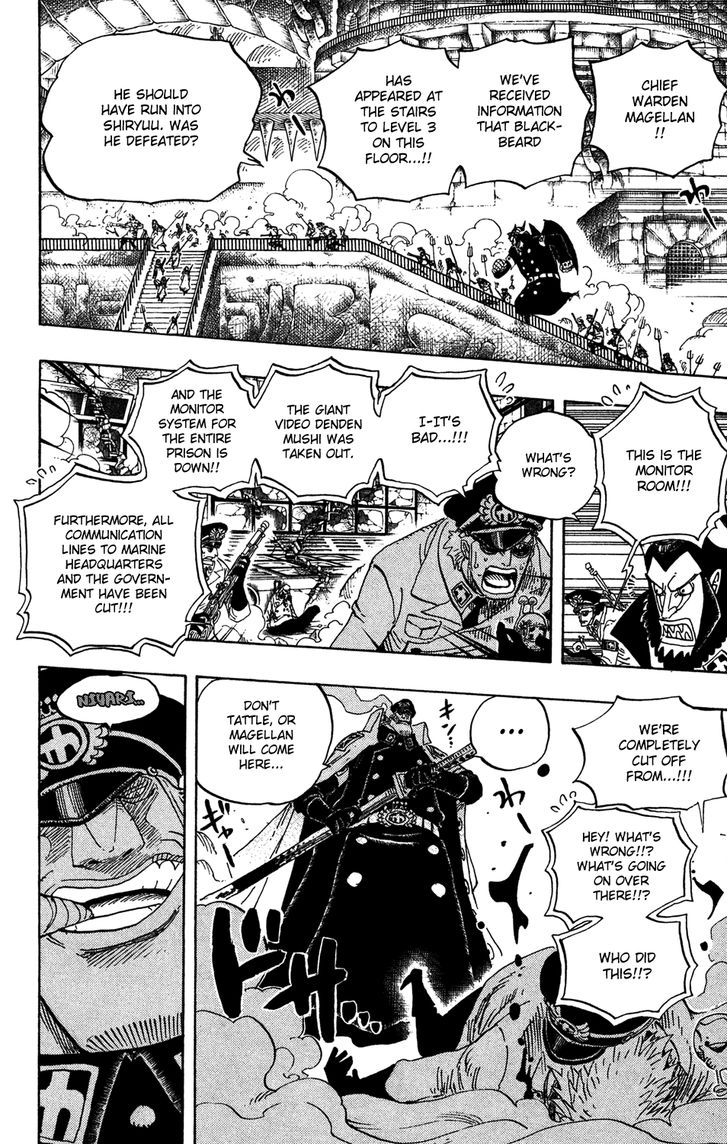 CHIEF
WARDEN
MAGELLAN
!!
WE'VE
RECEIVED
INFORMATION
THAT BLACK-
BEARD
HAS
APPEARED AT
THE STAIRS
TO LEVEL 3
ON THIS
FLOOR...!!
HE SHOULD
HAVE RUN INTO
SHIRYUU. WAS
HE DEFEATED?
THIS IS THE
MONITOR
ROOM!!!
WHAT'S
WRONG?
I-IT'S
BAD...!!!
THE GIANT
VIDEO DENDEN
MUSHI WAS
TAKEN OUT.
AND THE
MONITOR
SYSTEM FOR
THE ENTIRE
PRISON IS
DOWN!!
FURTHERMORE, ALL
COMMUNICATION
LINES TO MARINE
HEADQUARTERS
AND THE GOVERN-
MENT HAVE BEEN
CUT!!!
WE'RE
COMPLETELY
CUT OFF
FROM...!!!
HEY! WHAT'S
WRONG!!?
WHAT'S GOING
ON OVER
THERE!!?
WHO DID
THIS!!?
...
DON'T
TATTLE, OR
MAGELLAN
WILL COME
HERE...
ドドド...
NIYARI...